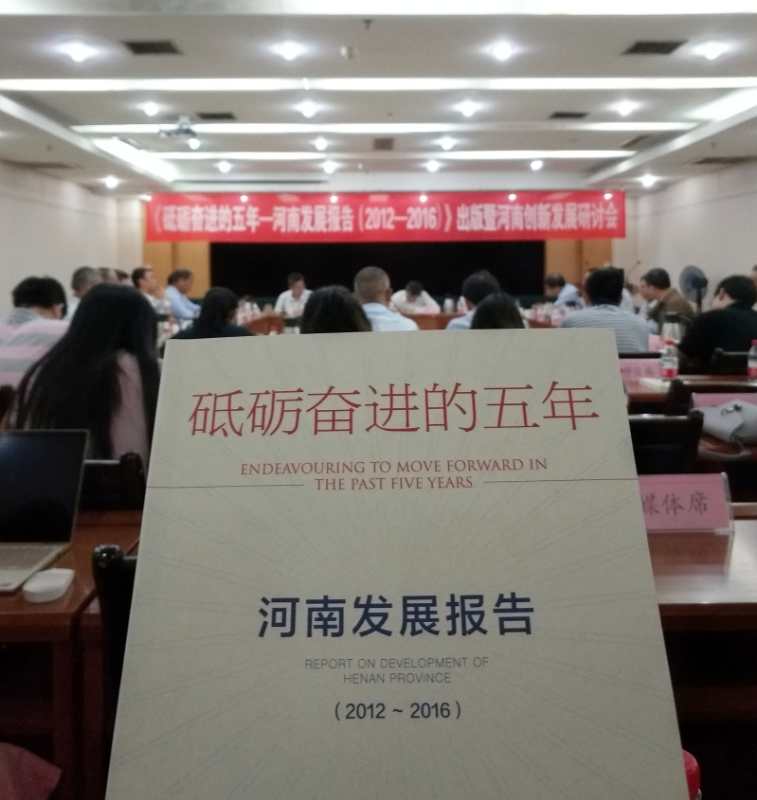 《砥砺奋进的五年—河南发展报告（2012—2016）》出版暨河南创新发展研讨会
砥砺奋进的五年
ENDEAVOURING TO MOVE FORWARD IN
THE PAST FIVE YEARS
媒体席
河南发展报告
REPORT ON DEVELOPMENT OF
HENAN PROVINCE
（2012 ~ 2016）